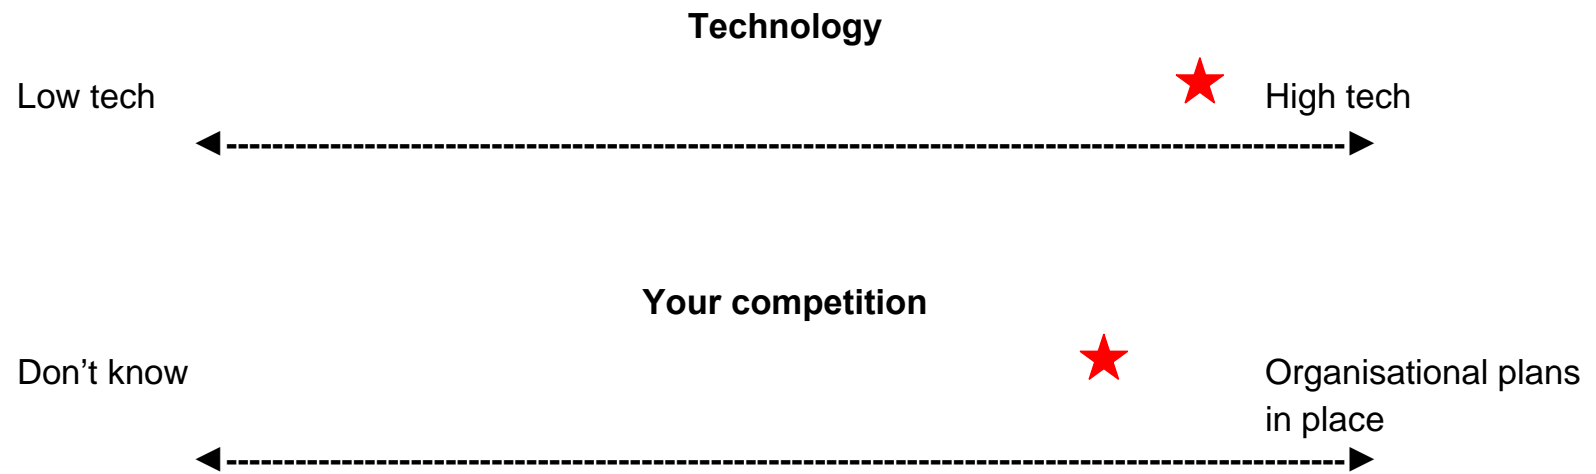 Technology
Low tech
High tech
Your competition
Don’t know
Organisational plans
in place